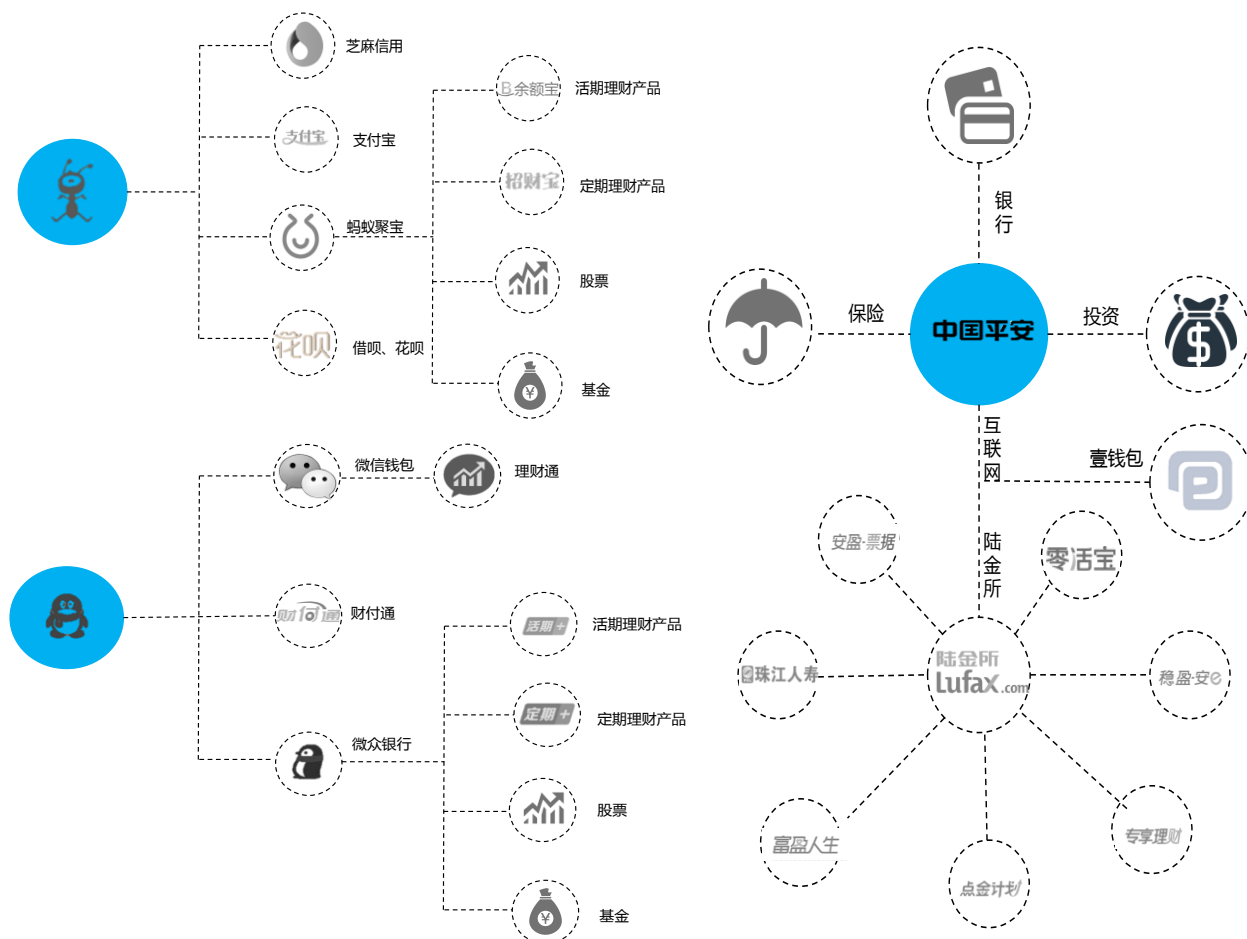 芝麻信用
支付宝
支付宝
蚂蚁聚宝
花呗
借呗、花呗
余额宝
活期理财产品
招财宝
定期理财产品
股票
¥
基金
微信钱包
理财通
财付通
财付通
微众银行
活期+
活期理财产品
定期+
定期理财产品
股票
¥
基金
银行
保险
中国平安
投资
$
互联网
壹钱包
陆金所
安盈·票据
零活宝
珠江人寿
陆金所
Lufax.com
稳盈·安e
富盈人生
点金计划
专享理财